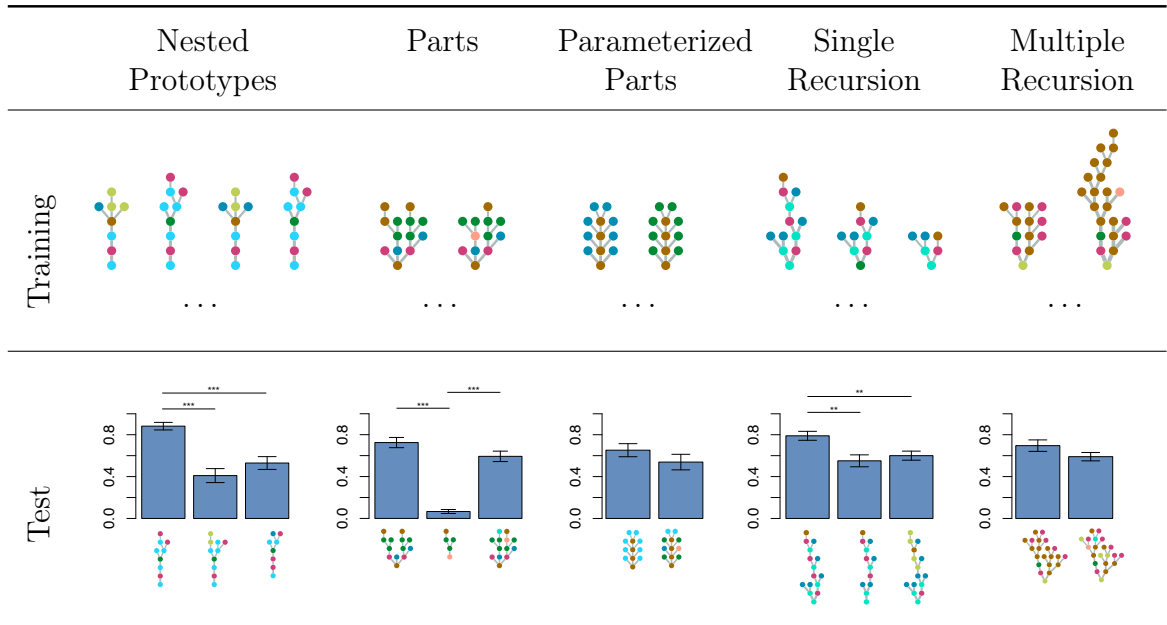 Nested Prototypes
Parts
Parameterized Parts
Single Recursion
Multiple Recursion
Training
. . .
. . .
. . .
. . .
. . .
Test
***
***
0.0 0.4 0.8
***
***
0.0 0.4 0.8
0.0 0.4 0.8
**
**
0.0 0.4 0.8
0.0 0.4 0.8